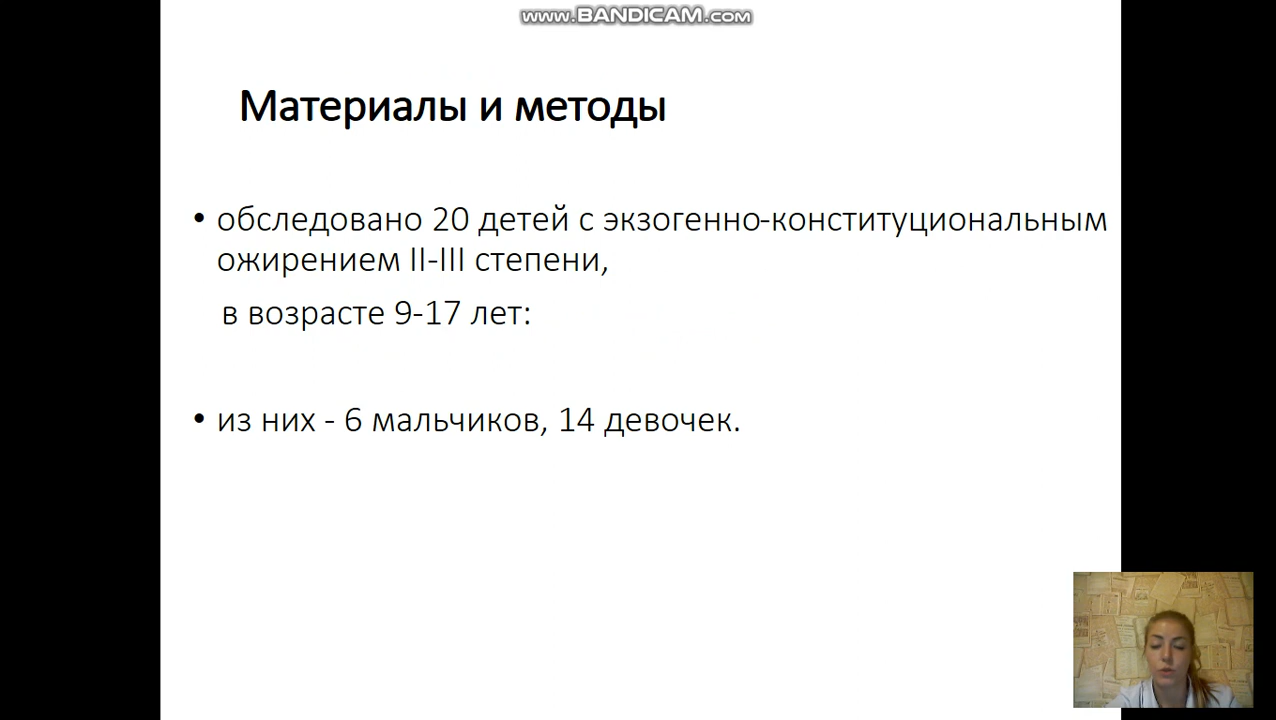 www.BANDICAM.com
Материалы и методы
• обследовано 20 детей с экзогенно-конституциональным
ожирением II-III степени,
в возрасте 9-17 лет:
• из них - 6 мальчиков, 14 девочек.